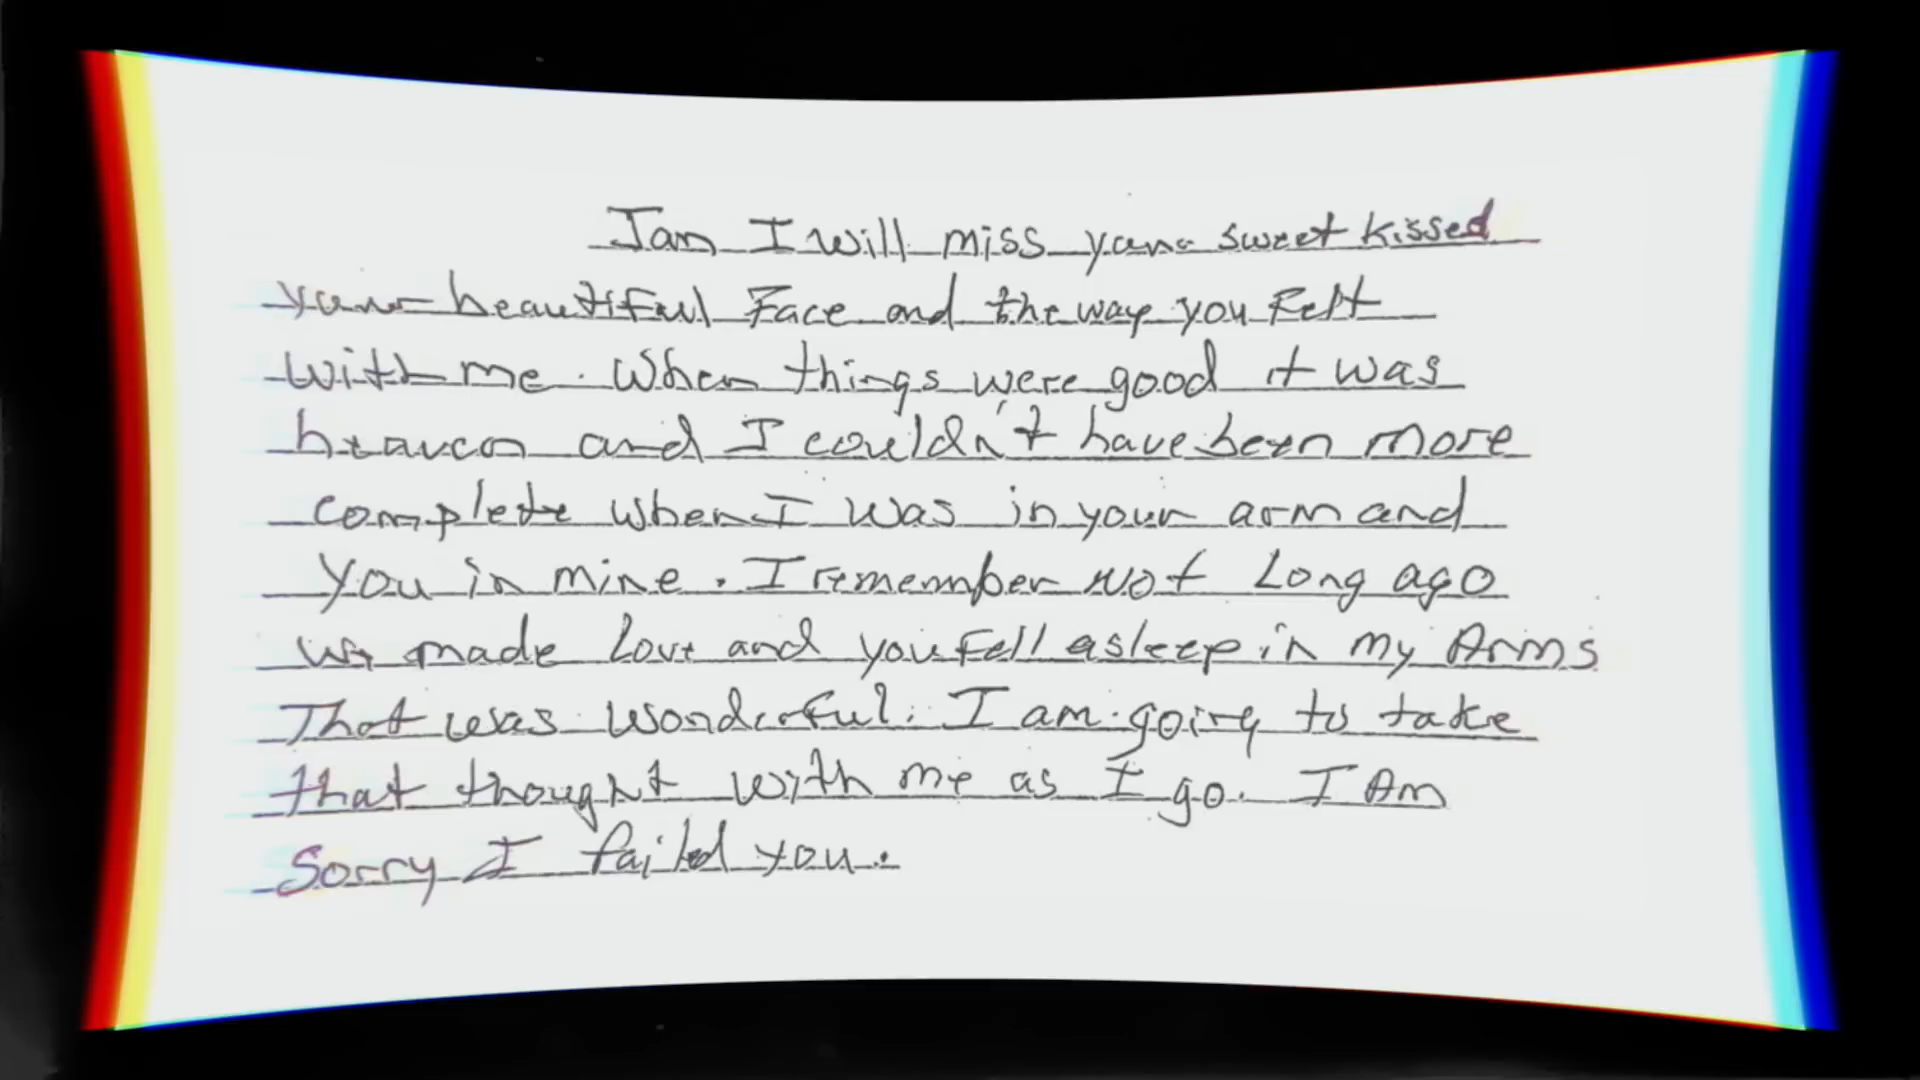 Jan I will miss your sweet kissed
your beautiful Face and the way you Felt
with me. When things were good it was
heaven and I couldn't have been more
complete when I was in your arm and
You in mine. I remember not Long ago
we made Love and you Fell asleep in my Arms
That was wonderful. I am going to take
that thought with me as I go. I Am
Sorry I failed you.